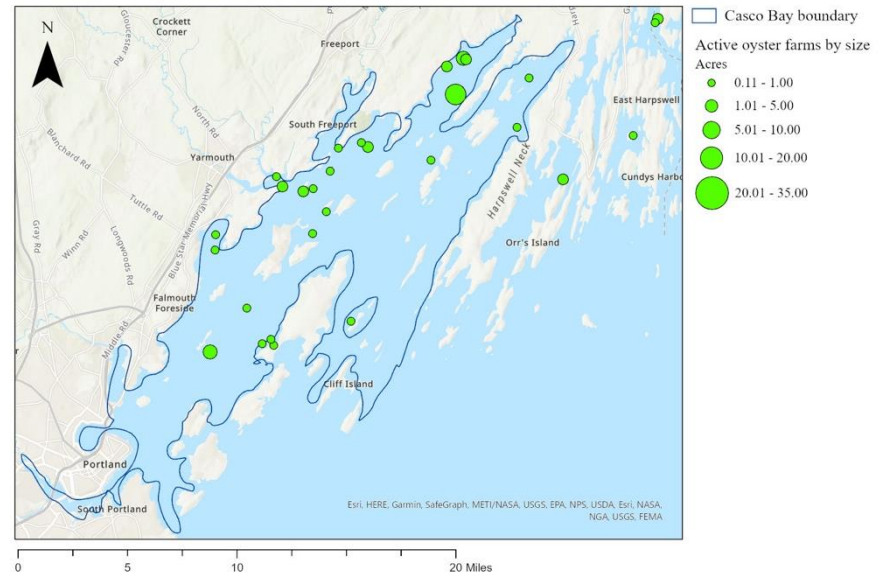 N
Crockett
Corner
Gloucester Rd
Freeport
Harp
North Rd
South Freeport
East Harpswell
Yarmouth
Blanchard Rd
Tuttle Rd
Blue Star Memorial Hwy
Harpswell Neck
Cundys Harbo
Gray Rd
Winn Rd
Longwoods Rd
Orr's Island
Falmouth
Foreside
Middle Rd
Cliff Island
Portland
South Portland
Esri, HERE, Garmin, SafeGraph, METI/NASA, USGS, EPA, NPS, USDA, Esri, NASA,
NGA, USGS, FEMA
0 5 10 20 Miles
Casco Bay boundary
Active oyster farms by size
Acres
0.11 - 1.00
1.01 - 5.00
5.01 - 10.00
10.01 - 20.00
20.01 - 35.00